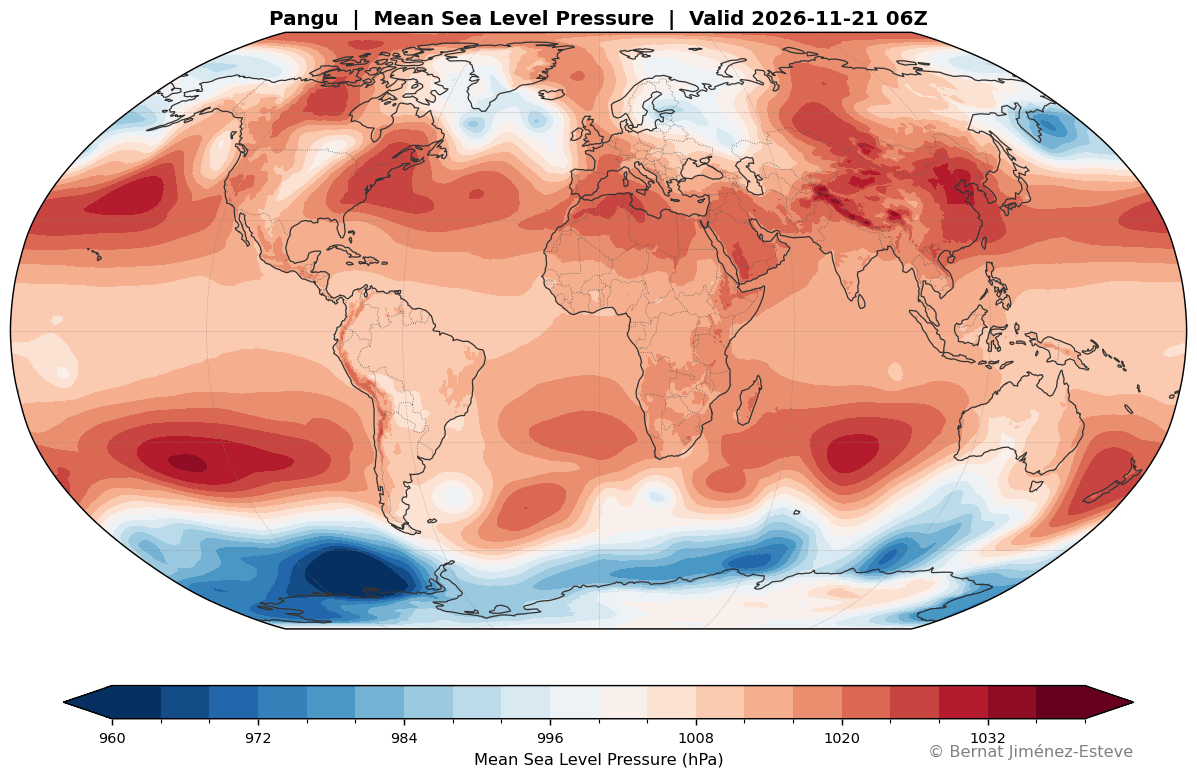 Pangu  |  Mean Sea Level Pressure  |  Valid 2026-11-21 06Z
960 972 984 996 1008 1020 1032
Mean Sea Level Pressure (hPa)
© Bernat Jiménez-Esteve